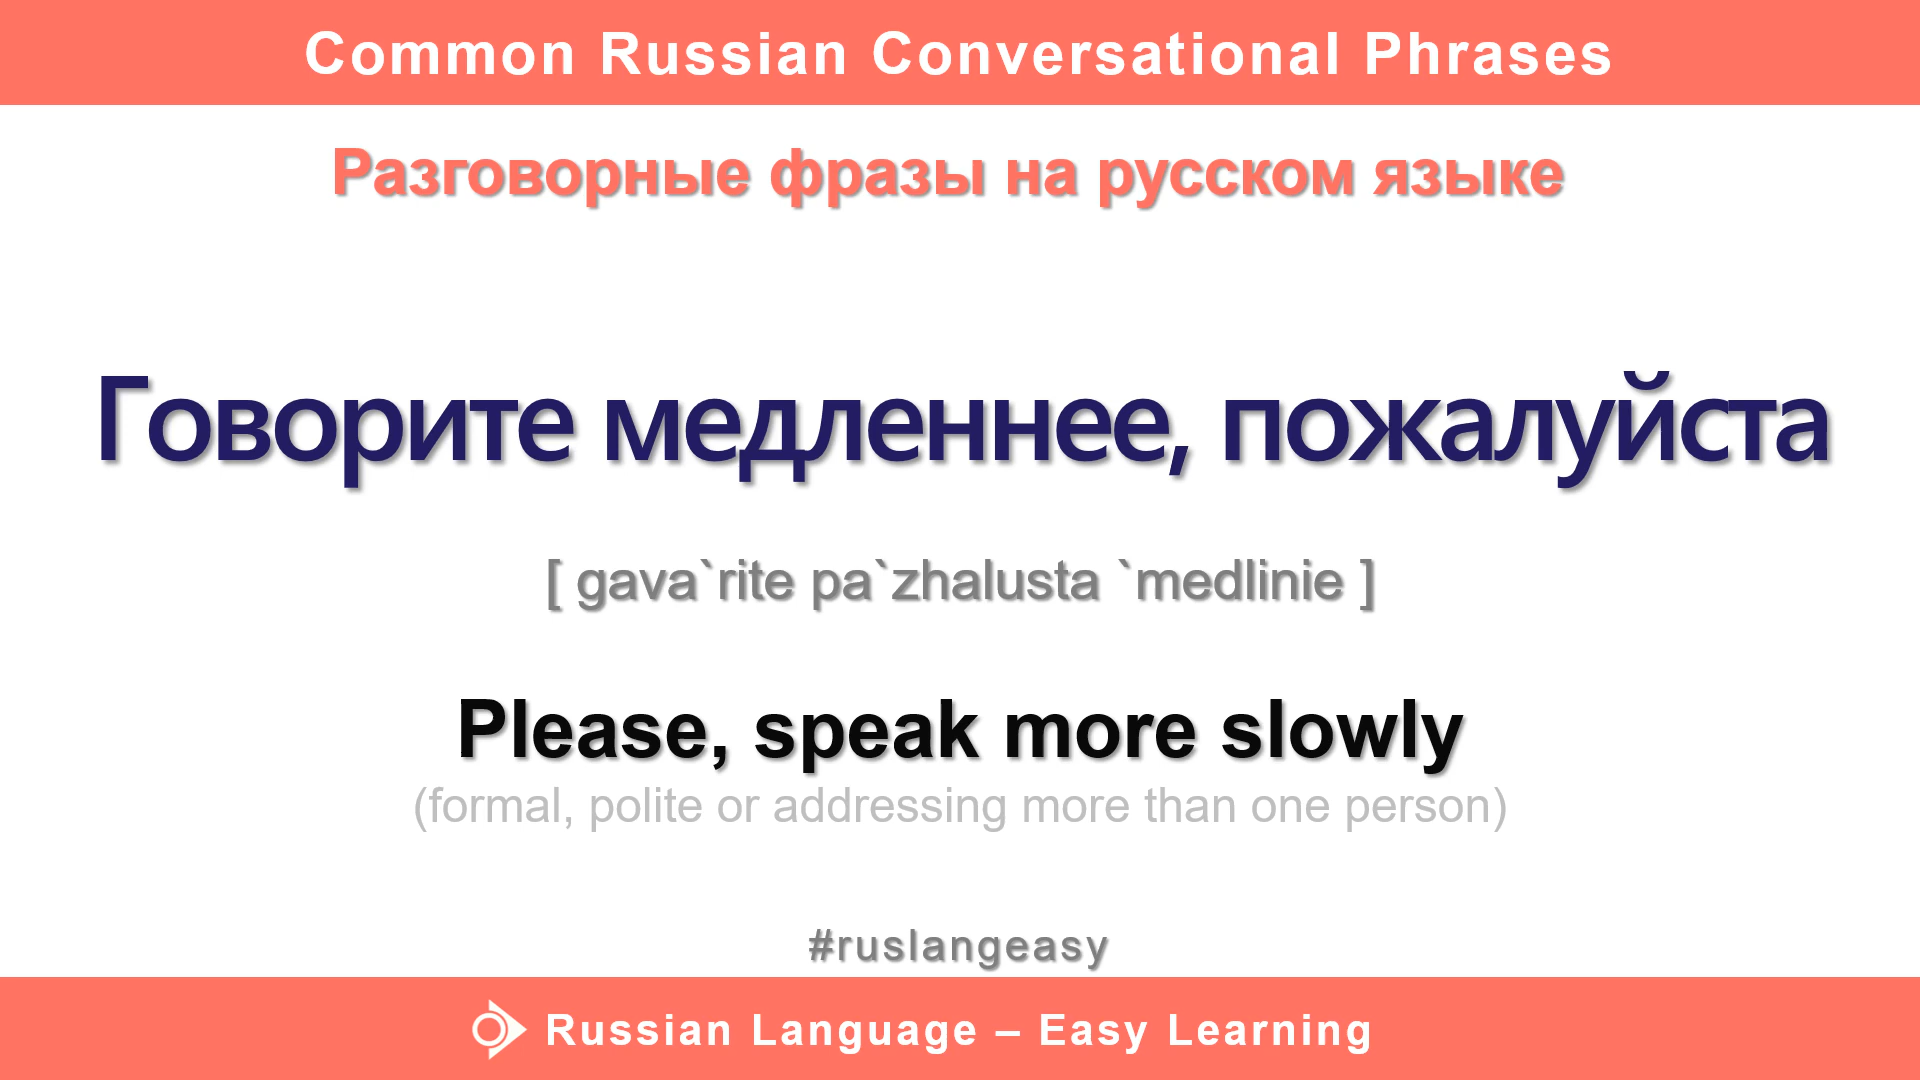 Common Russian Conversational Phrases
Разговорные фразы на русском языке
Говорите медленнее, пожалуйста
[ gava`rite pa`zhalusta `medlinie ]
Please, speak more slowly
(formal, polite or addressing more than one person)
#ruslangeasy
Russian Language – Easy Learning